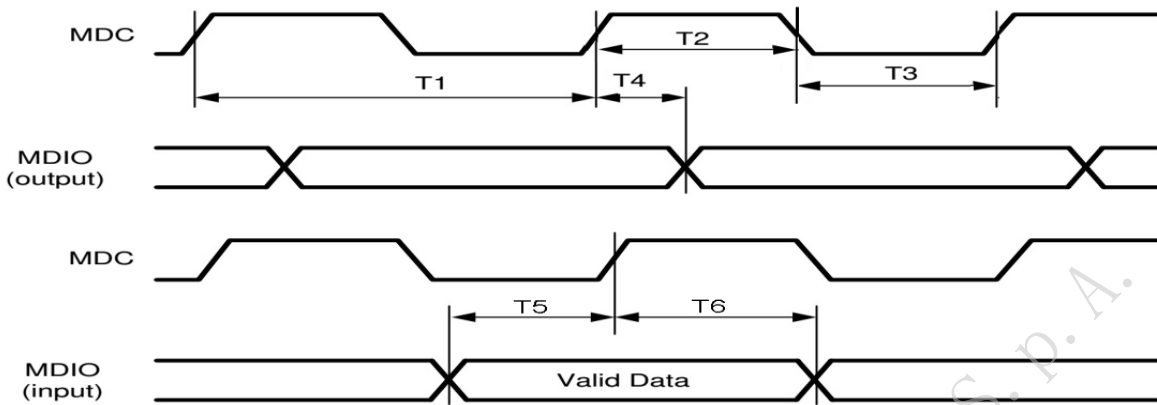 MDC
T2
T3
T1
T4
MDIO
(output)
MDC
T5
T6
MDIO
(input)
Valid Data
S. p. A.